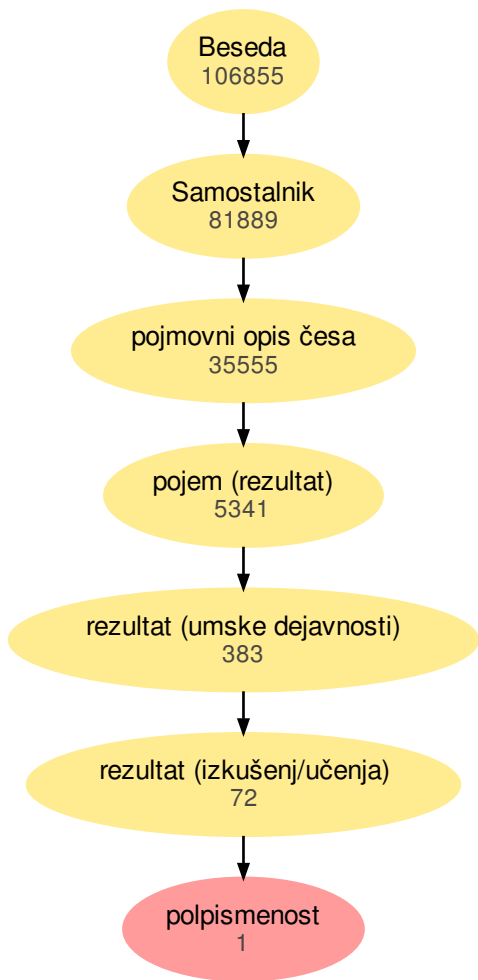 Beseda
106855
Samostalnik
81889
pojmovni opis česa
35555
pojem (rezultat)
5341
rezultat (umske dejavnosti)
383
rezultat (izkušenj/učenja)
72
polpismenost
1